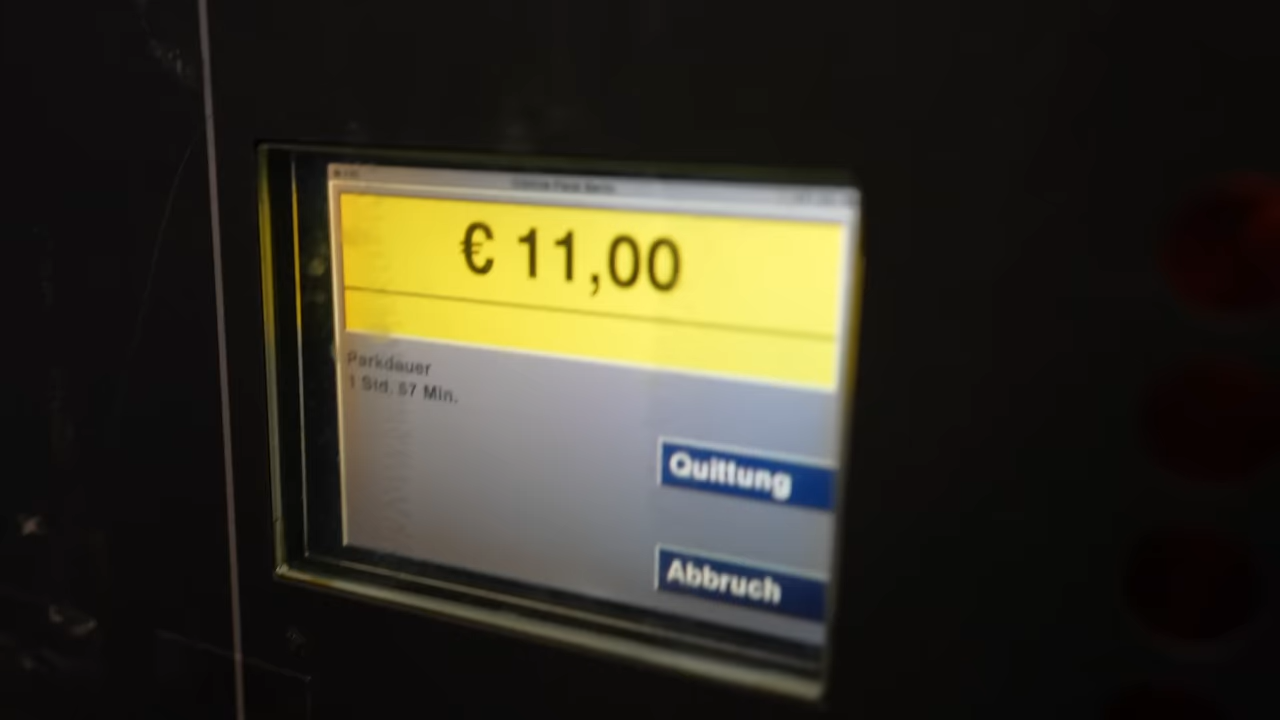 € 11,00
Parkdauer
1 Std. 57 Min.
Quittung
Abbruch